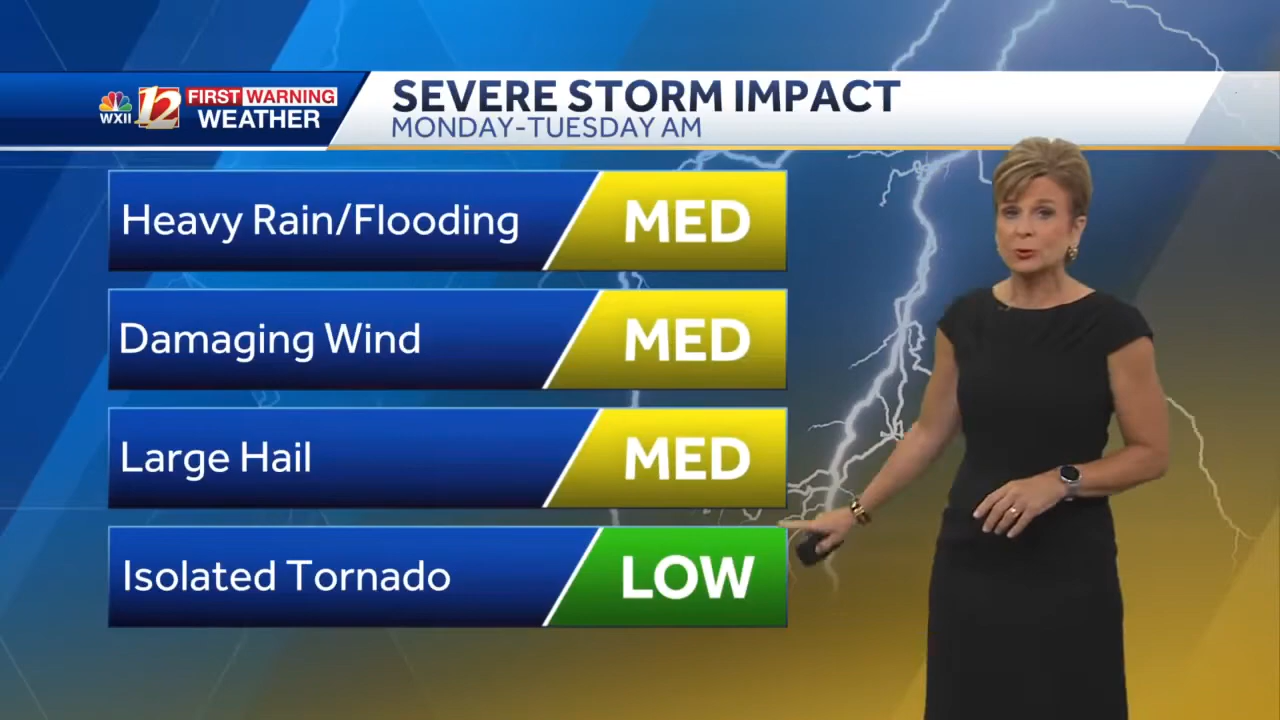 WXII 12 FIRST WARNING
WEATHER
SEVERE STORM IMPACT
MONDAY-TUESDAY AM
Heavy Rain/Flooding MED
Damaging Wind MED
Large Hail MED
Isolated Tornado LOW